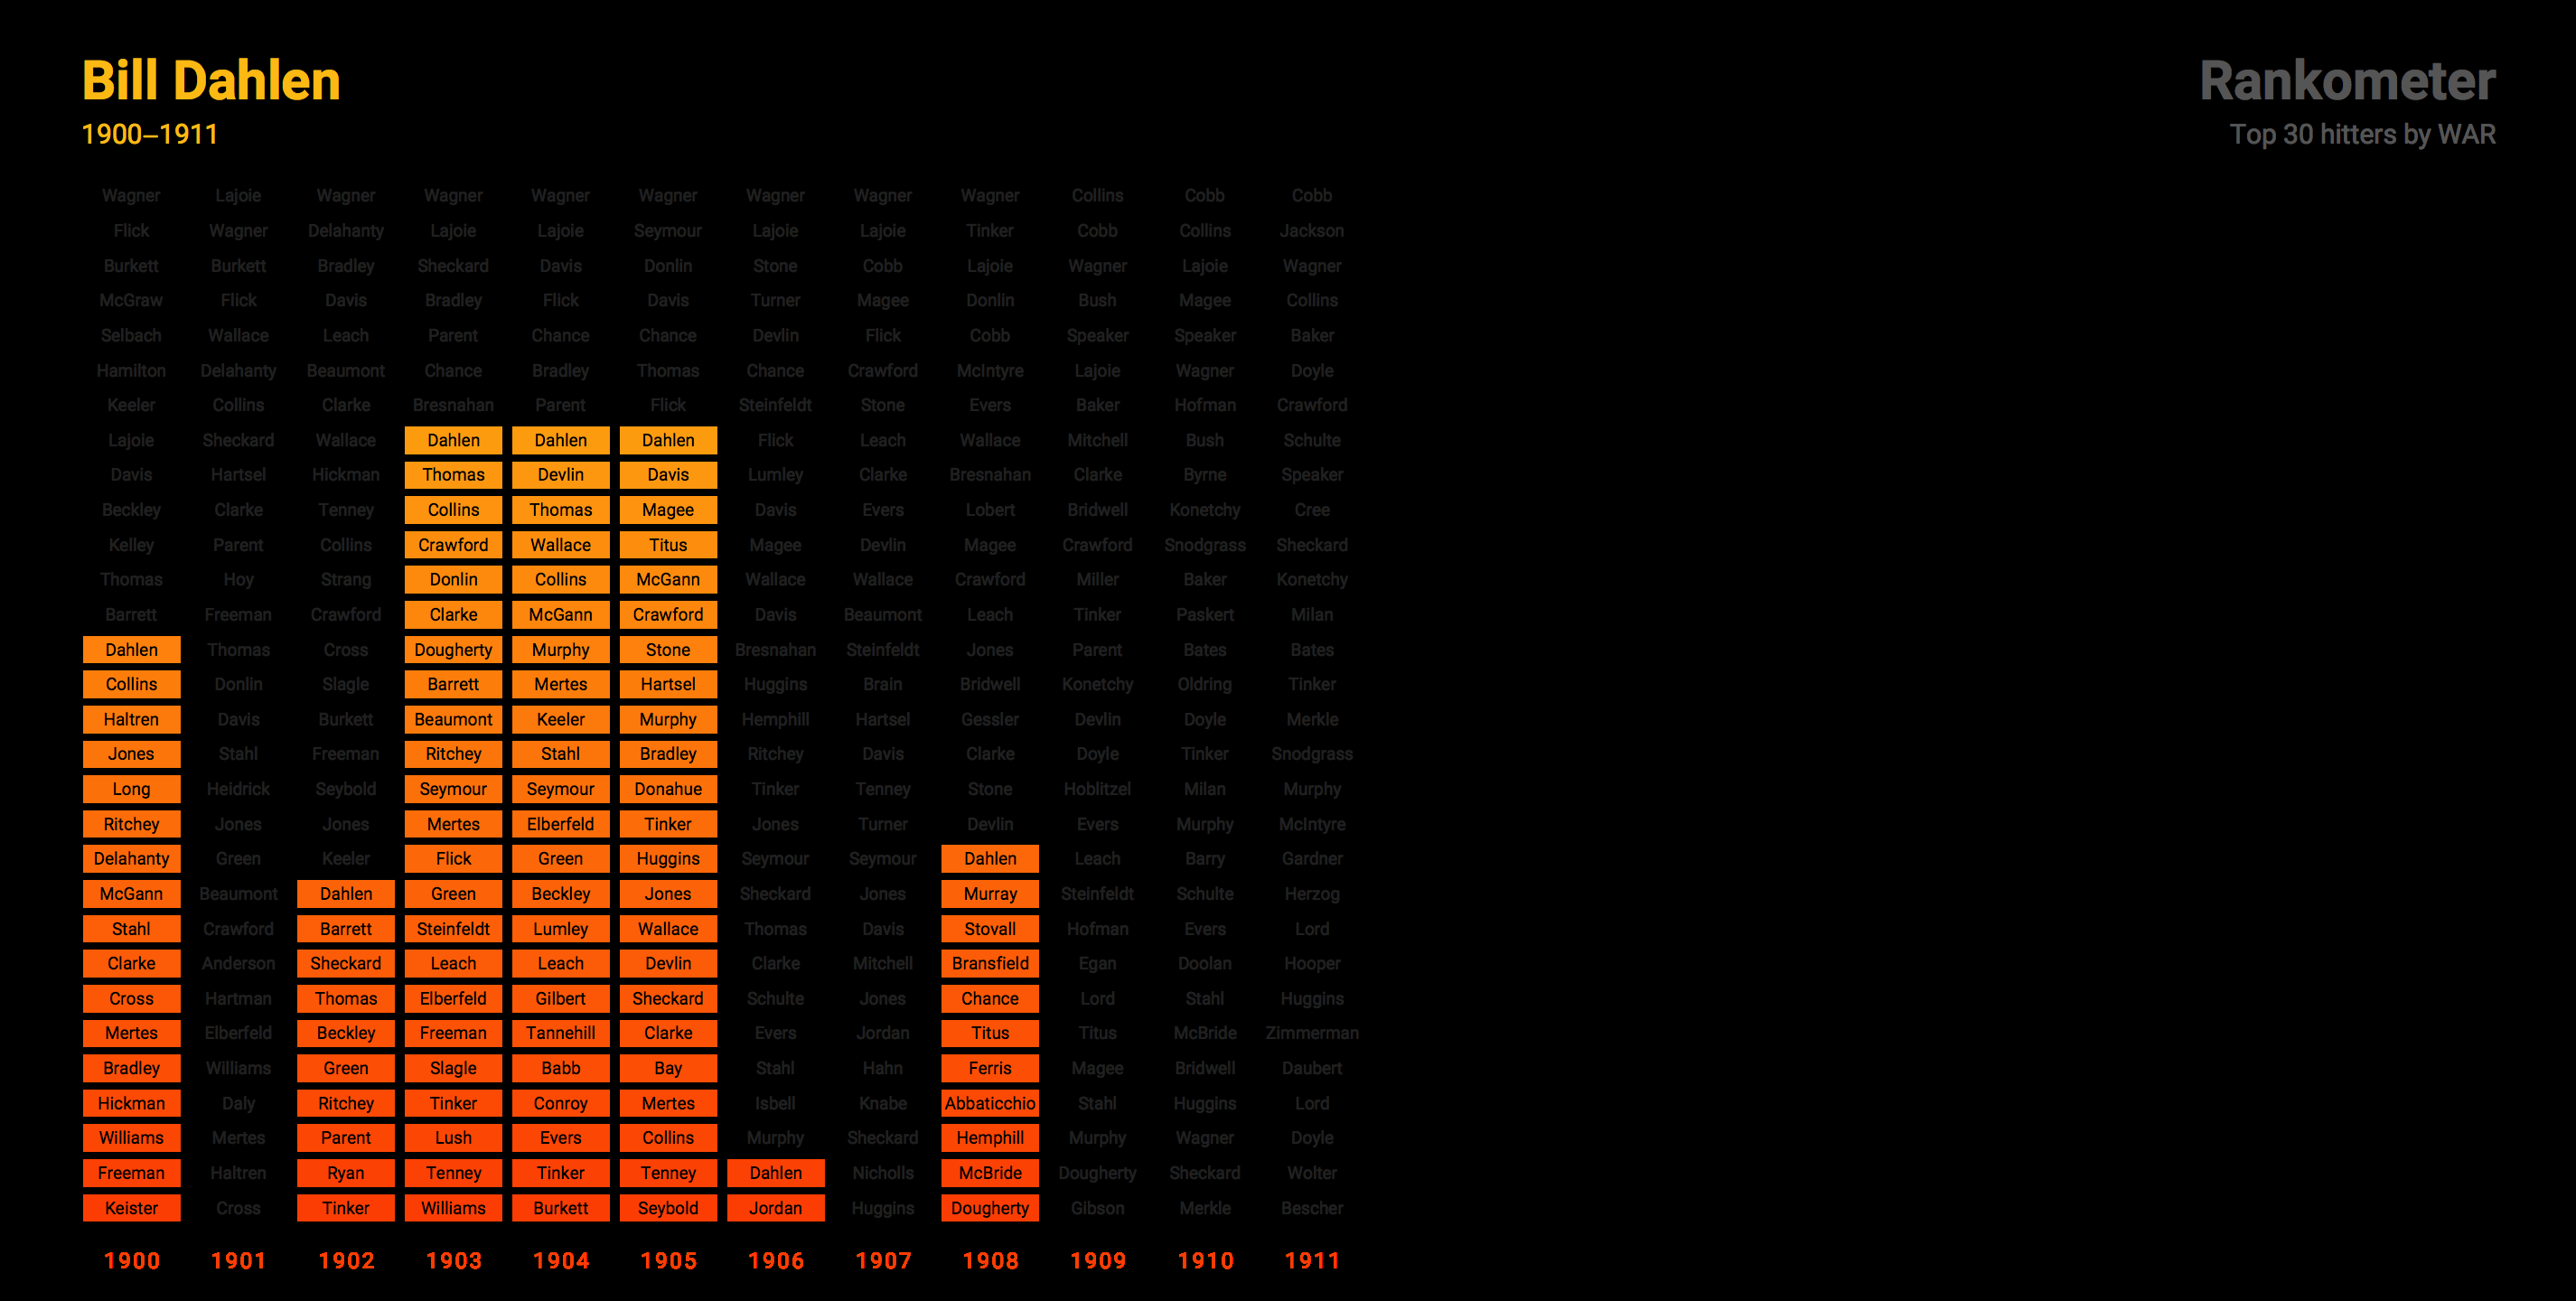 Bill Dahlen
1900–1911
Rankometer
Top 30 hitters by WAR
Wagner Lajoie Wagner Wagner Wagner Wagner Wagner Wagner Wagner Collins Cobb Cobb
Flick Wagner Delahanty Lajoie Lajoie Seymour Lajoie Lajoie Tinker Cobb Collins Jackson
Burkett Burkett Bradley Sheckard Davis Donlin Stone Cobb Lajoie Wagner Lajoie Wagner
McGraw Flick Davis Bradley Flick Davis Turner Magee Donlin Bush Magee Collins
Selbach Wallace Leach Parent Chance Chance Devlin Flick Cobb Speaker Speaker Baker
Hamilton Delahanty Beaumont Chance Bradley Thomas Chance Crawford McIntyre Lajoie Wagner Doyle
Keeler Collins Clarke Bresnahan Parent Flick Steinfeldt Stone Evers Baker Hofman Crawford
Lajoie Sheckard Wallace Dahlen Dahlen Dahlen Flick Leach Wallace Mitchell Bush Schulte
Davis Hartsel Hickman Thomas Devlin Davis Lumley Clarke Bresnahan Clarke Byrne Speaker
Beckley Clarke Tenney Collins Thomas Magee Davis Evers Lobert Bridwell Konetchy Cree
Kelley Parent Collins Crawford Wallace Titus Magee Devlin Magee Crawford Snodgrass Sheckard
Thomas Hoy Strang Donlin Collins McGann Wallace Wallace Crawford Miller Baker Konetchy
Barrett Freeman Crawford Clarke McGann Crawford Davis Beaumont Leach Tinker Paskert Milan
Dahlen Thomas Cross Dougherty Murphy Stone Bresnahan Steinfeldt Jones Parent Bates Bates
Collins Donlin Slagle Barrett Mertes Hartsel Huggins Brain Bridwell Konetchy Oldring Tinker
Haltren Davis Burkett Beaumont Keeler Murphy Hemphill Hartsel Gessler Devlin Doyle Merkle
Jones Stahl Freeman Ritchey Stahl Bradley Ritchey Davis Clarke Doyle Tinker Snodgrass
Long Heidrick Seybold Seymour Seymour Donahue Tinker Tenney Stone Hoblitzel Milan Murphy
Ritchey Jones Jones Mertes Elberfeld Tinker Jones Turner Devlin Evers Murphy McIntyre
Delahanty Green Keeler Flick Green Huggins Seymour Seymour Dahlen Leach Barry Gardner
McGann Beaumont Dahlen Green Beckley Jones Sheckard Jones Murray Steinfeldt Schulte Herzog
Stahl Crawford Barrett Steinfeldt Lumley Wallace Thomas Davis Stovall Hofman Evers Lord
Clarke Anderson Sheckard Leach Leach Devlin Clarke Mitchell Bransfield Egan Doolan Hooper
Cross Hartman Thomas Elberfeld Gilbert Sheckard Schulte Jones Chance Lord Stahl Huggins
Mertes Elberfeld Beckley Freeman Tannehill Clarke Evers Jordan Titus Titus McBride Zimmerman
Bradley Williams Green Slagle Babb Bay Stahl Hahn Ferris Magee Bridwell Daubert
Hickman Daly Ritchey Tinker Conroy Mertes Isbell Knabe Abbaticchio Stahl Huggins Lord
Williams Mertes Parent Lush Evers Collins Murphy Sheckard Hemphill Murphy Wagner Doyle
Freeman Haltren Ryan Tenney Tinker Tenney Dahlen Nicholls McBride Dougherty Sheckard Wolter
Keister Cross Tinker Williams Burkett Seybold Jordan Huggins Dougherty Gibson Merkle Bescher
1900 1901 1902 1903 1904 1905 1906 1907 1908 1909 1910 1911